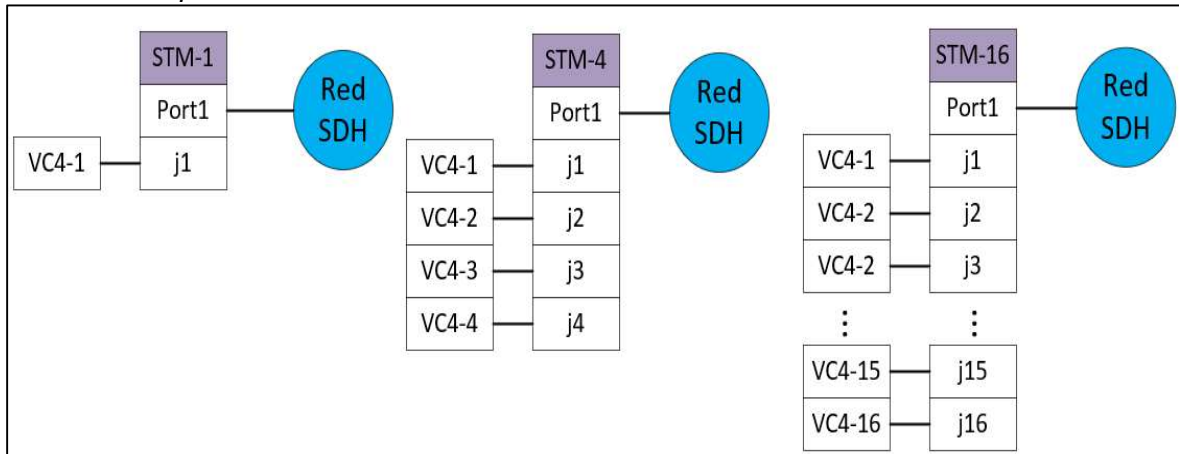 STM-1
Port1
VC4-1
j1
Red
SDH
STM-4
Port1
VC4-1
j1
VC4-2
j2
VC4-3
j3
VC4-4
j4
Red
SDH
STM-16
Port1
VC4-1
j1
VC4-2
j2
VC4-2
j3
⋮
⋮
VC4-15
j15
VC4-16
j16
Red
SDH